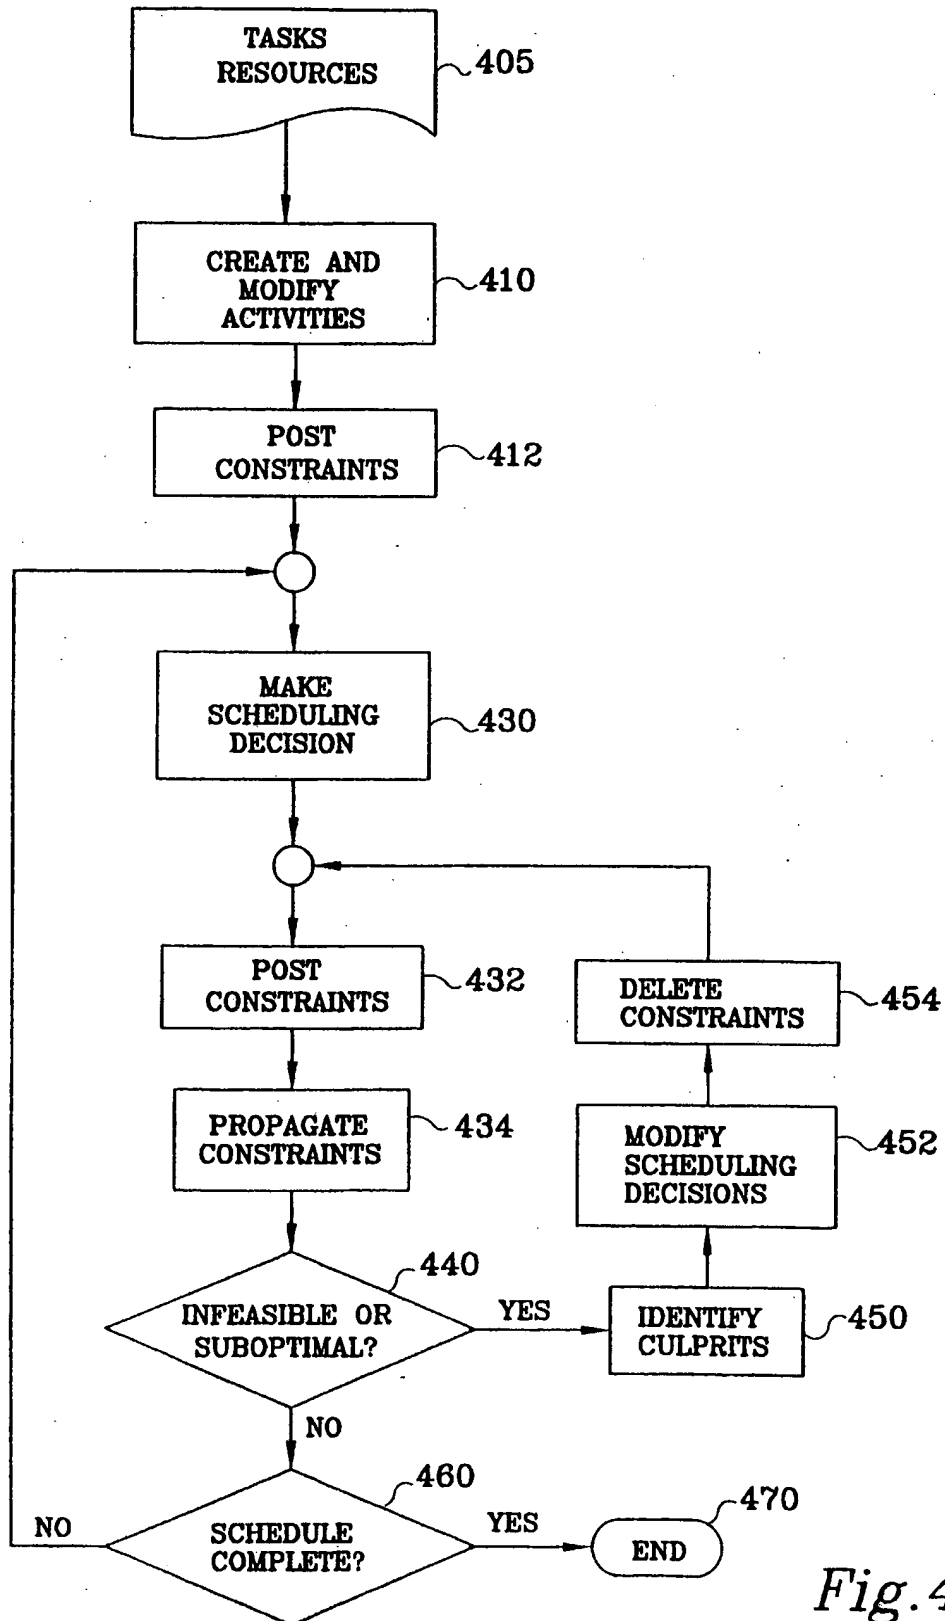 TASKS
RESOURCES
405
CREATE AND
MODIFY
ACTIVITIES
410
POST
CONSTRAINTS
412
MAKE
SCHEDULING
DECISION
430
POST
CONSTRAINTS
432
DELETE
CONSTRAINTS
454
PROPAGATE
CONSTRAINTS
434
MODIFY
SCHEDULING
DECISIONS
452
INFEASIBLE OR
SUBOPTIMAL?
440
YES
IDENTIFY
CULPRITS
450
NO
SCHEDULE
COMPLETE?
460
NO
YES
END
470
Fig.4